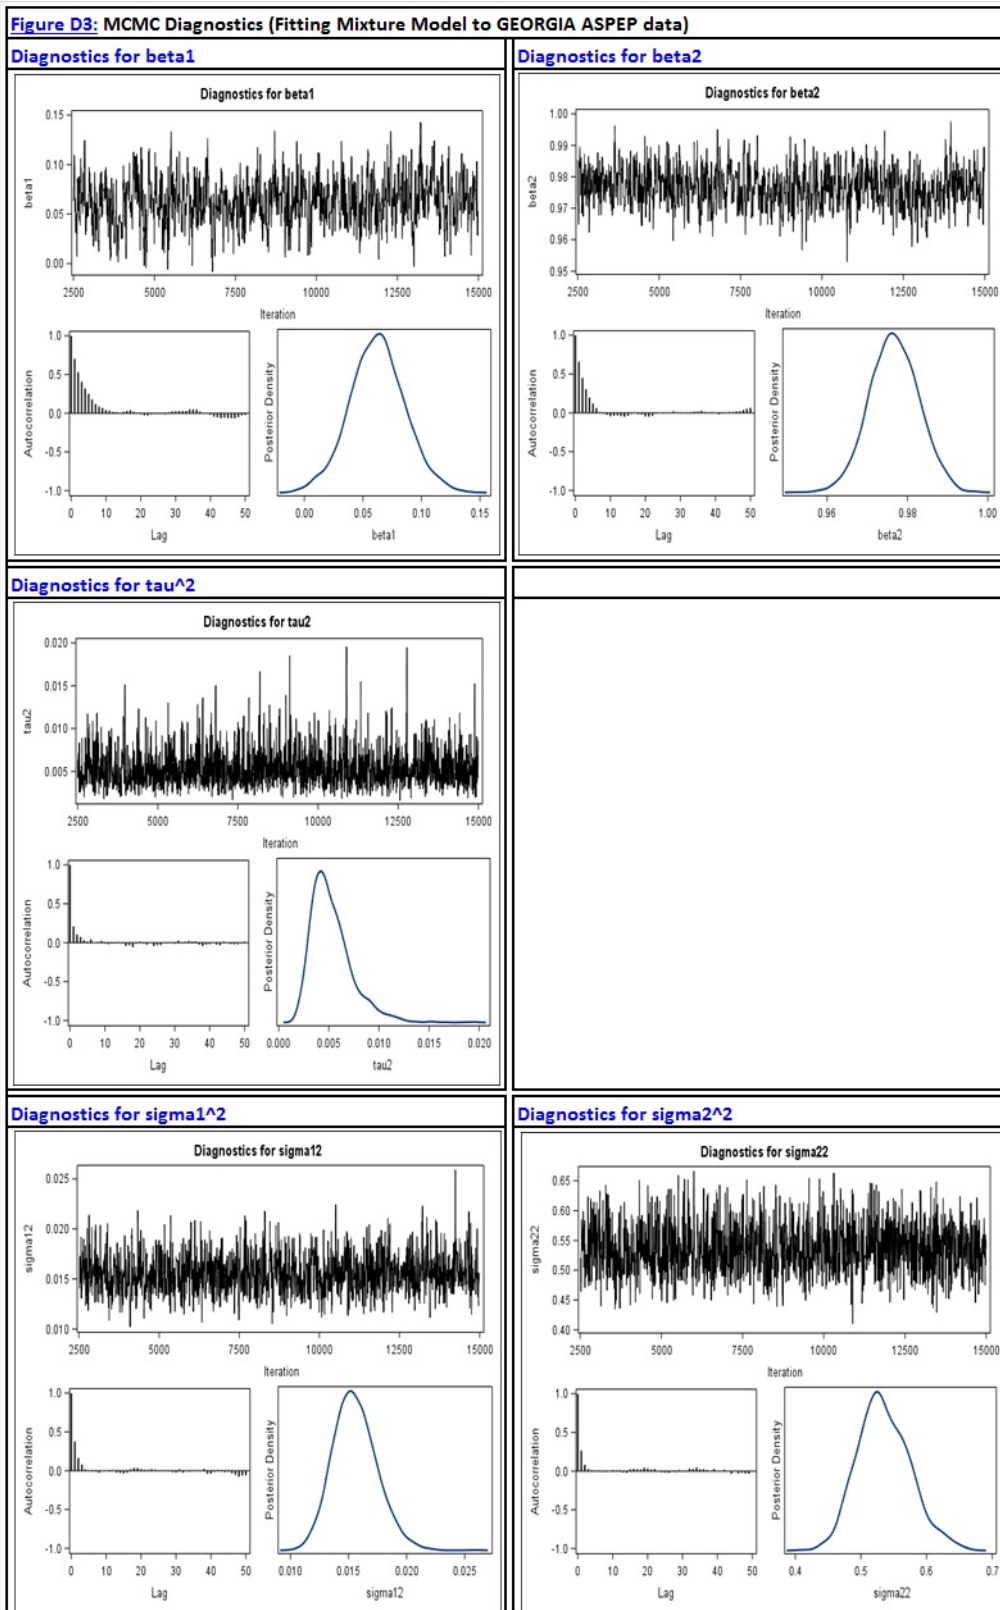 Figure D3: MCMC Diagnostics (Fitting Mixture Model to GEORGIA ASPEP data)
Diagnostics for beta1
Diagnostics for beta1
0.15
0.10
0.05
0.00
beta1
2500 5000 7500 10000 12500 15000
Iteration
1.0
0.5
0.0
-0.5
-1.0
Autocorrelation
0 10 20 30 40 50
Lag
Posterior Density
0.00 0.05 0.10 0.15
beta1
Diagnostics for beta2
Diagnostics for beta2
1.00
0.99
0.98
0.97
0.96
0.95
beta2
2500 5000 7500 10000 12500 15000
Iteration
1.0
0.5
0.0
-0.5
-1.0
Autocorrelation
0 10 20 30 40 50
Lag
Posterior Density
0.96 0.98 1.00
beta2
Diagnostics for tau^2
Diagnostics for tau2
0.020
0.015
0.010
0.005
tau2
2500 5000 7500 10000 12500 15000
Iteration
1.0
0.5
0.0
-0.5
-1.0
Autocorrelation
0 10 20 30 40 50
Lag
Posterior Density
0.000 0.005 0.010 0.015 0.020
tau2
Diagnostics for sigma1^2
Diagnostics for sigma12
0.025
0.020
0.015
0.010
sigma12
2500 5000 7500 10000 12500 15000
Iteration
1.0
0.5
0.0
-0.5
-1.0
Autocorrelation
0 10 20 30 40 50
Lag
Posterior Density
0.010 0.015 0.020 0.025
sigma12
Diagnostics for sigma2^2
Diagnostics for sigma22
0.65
0.60
0.55
0.50
0.45
0.40
sigma22
2500 5000 7500 10000 12500 15000
Iteration
1.0
0.5
0.0
-0.5
-1.0
Autocorrelation
0 10 20 30 40 50
Lag
Posterior Density
0.4 0.5 0.6 0.7
sigma22